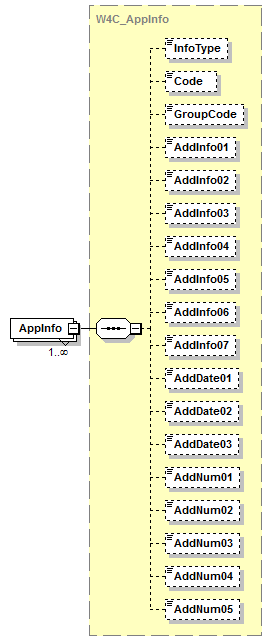 W4C_AppInfo
InfoType
Code
GroupCode
AddInfo01
AddInfo02
AddInfo03
AddInfo04
AddInfo05
AddInfo06
AppInfo
1..∞
AddInfo07
AddDate01
AddDate02
AddDate03
AddNum01
AddNum02
AddNum03
AddNum04
AddNum05